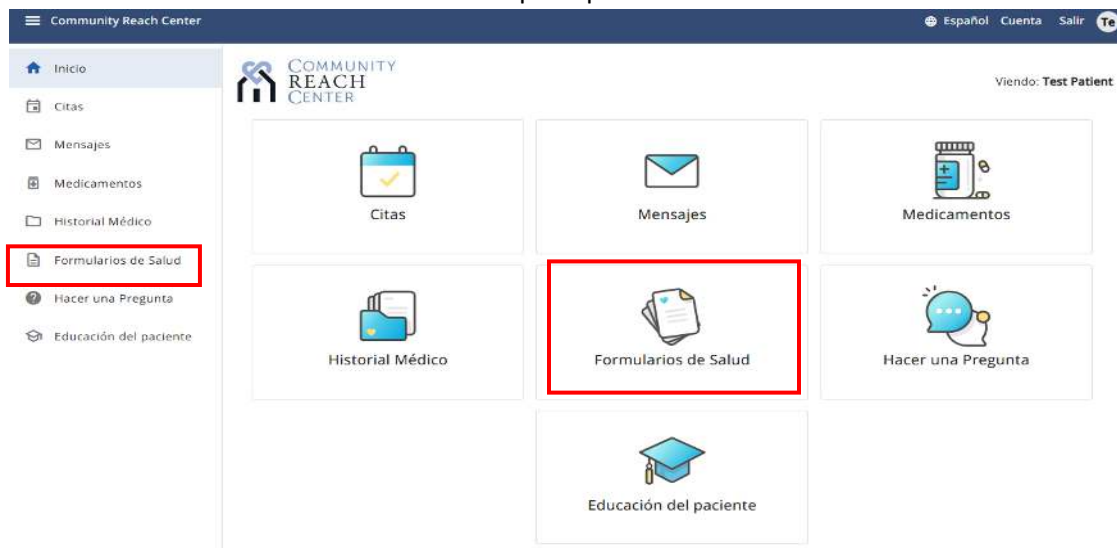 Community Reach Center
Español Cuenta Salir Te
Inicio
Citas
Mensajes
Medicamentos
Historial Médico
Formularios de Salud
Hacer una Pregunta
Educación del paciente
COMMUNITY
REACH
CENTER
Viendo: Test Patient
Citas
Mensajes
Medicamentos
Historial Médico
Formularios de Salud
Hacer una Pregunta
Educación del paciente